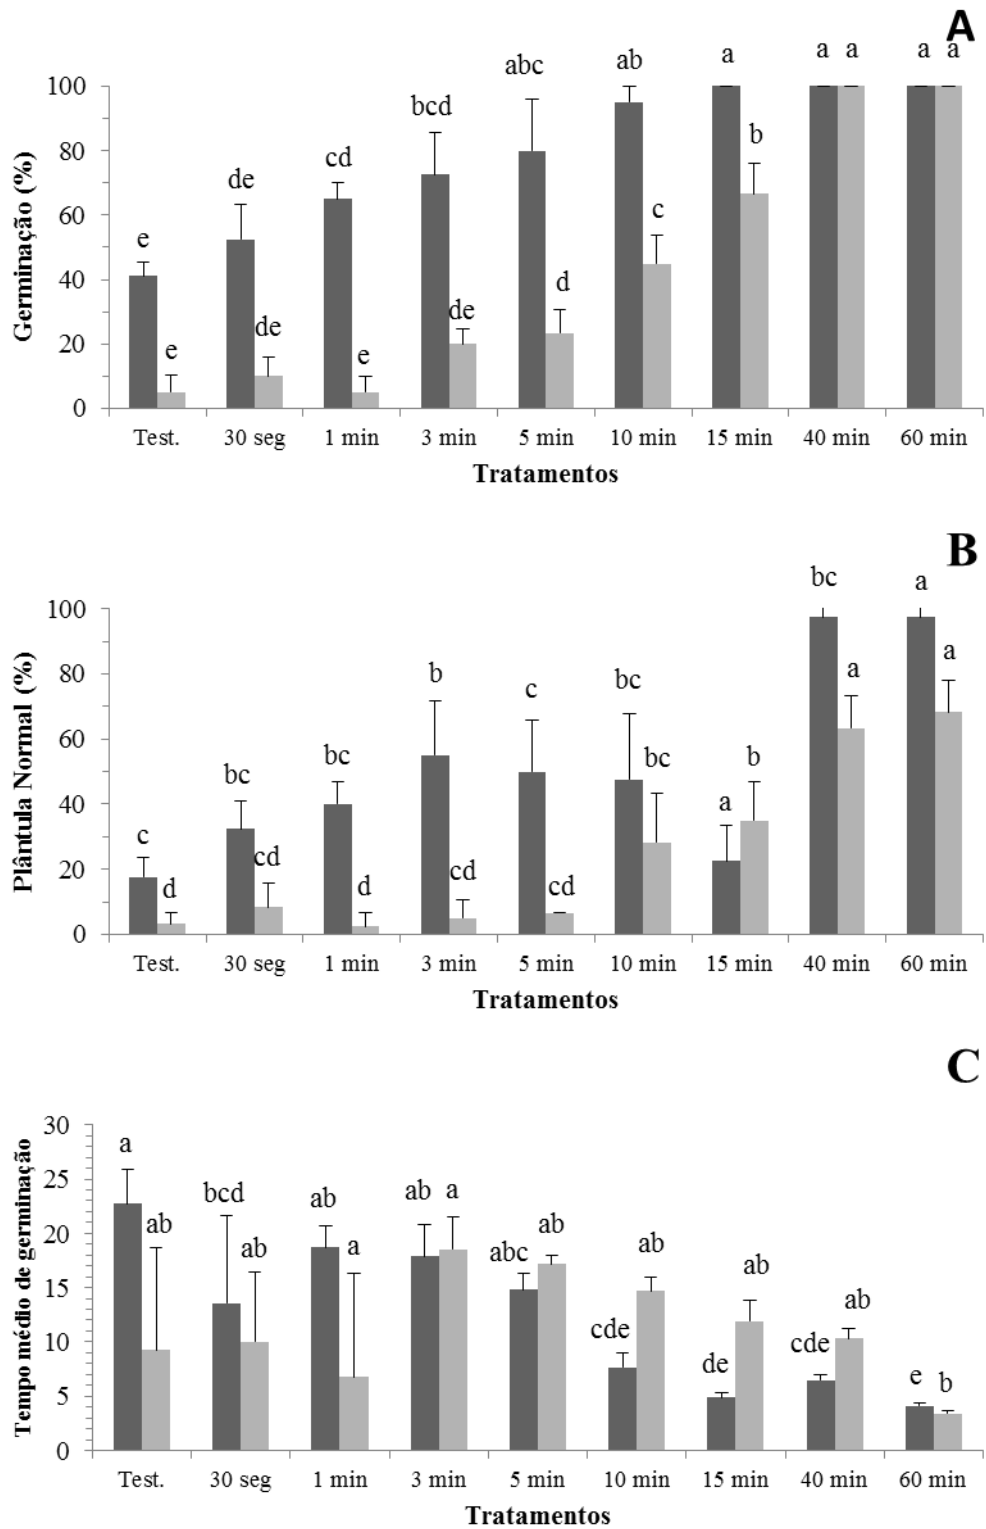 A
a
a a
a a
abc
ab
bcd
cd
de
e
b
c
d
de
de
e
e
Germinação (%)
100
80
60
40
20
0
Test. 30 seg 1 min 3 min 5 min 10 min 15 min 40 min 60 min
Tratamentos
B
bc
a
b
c
bc
bc
bc
c
a
a
a
b
bc
cd
d
cd
cd
d
Plântula Normal (%)
100
80
60
40
20
0
Test. 30 seg 1 min 3 min 5 min 10 min 15 min 40 min 60 min
Tratamentos
C
a
bcd
ab
ab a
ab
ab
a
abc
ab
ab
ab
ab
ab
cde
de
cde
e b
Tempo médio de germinação
30
25
20
15
10
5
0
Test. 30 seg 1 min 3 min 5 min 10 min 15 min 40 min 60 min
Tratamentos